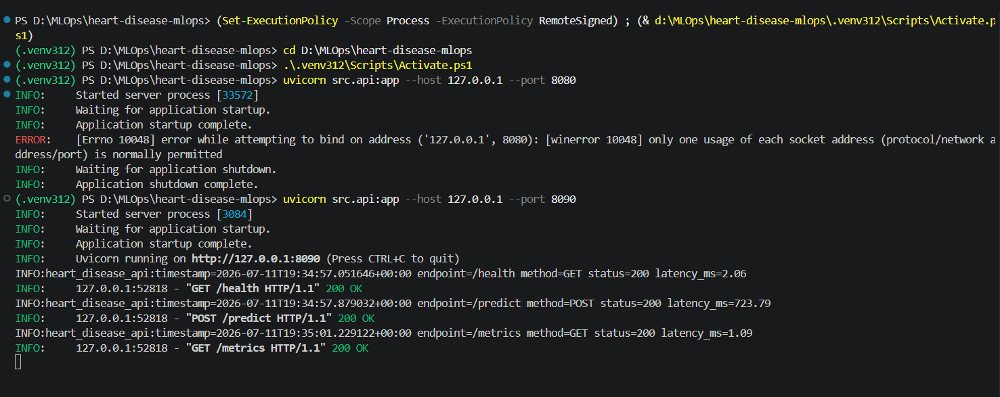 PS D:\MLOps\heart-disease-mlops> (Set-ExecutionPolicy -Scope Process -ExecutionPolicy RemoteSigned) ; (& d:\MLOps\heart-disease-mlops\.venv312\Scripts\Activate.p
s1)
(.venv312) PS D:\MLOps\heart-disease-mlops> cd D:\MLOps\heart-disease-mlops
(.venv312) PS D:\MLOps\heart-disease-mlops> .\.venv312\Scripts\Activate.ps1
(.venv312) PS D:\MLOps\heart-disease-mlops> uvicorn src.api:app --host 127.0.0.1 --port 8080
INFO:     Started server process [33572]
INFO:     Waiting for application startup.
INFO:     Application startup complete.
ERROR:    [Errno 10048] error while attempting to bind on address ('127.0.0.1', 8080): [winerror 10048] only one usage of each socket address (protocol/network a
ddress/port) is normally permitted
INFO:     Waiting for application shutdown.
INFO:     Application shutdown complete.
(.venv312) PS D:\MLOps\heart-disease-mlops> uvicorn src.api:app --host 127.0.0.1 --port 8090
INFO:     Started server process [3084]
INFO:     Waiting for application startup.
INFO:     Application startup complete.
INFO:     Uvicorn running on http://127.0.0.1:8090 (Press CTRL+C to quit)
INFO:heart_disease_api:timestamp=2026-07-11T19:34:57.051646+00:00 endpoint=/health method=GET status=200 latency_ms=2.06
INFO:     127.0.0.1:52818 - "GET /health HTTP/1.1" 200 OK
INFO:heart_disease_api:timestamp=2026-07-11T19:34:57.879032+00:00 endpoint=/predict method=POST status=200 latency_ms=723.79
INFO:     127.0.0.1:52818 - "POST /predict HTTP/1.1" 200 OK
INFO:heart_disease_api:timestamp=2026-07-11T19:35:01.229122+00:00 endpoint=/metrics method=GET status=200 latency_ms=1.09
INFO:     127.0.0.1:52818 - "GET /metrics HTTP/1.1" 200 OK